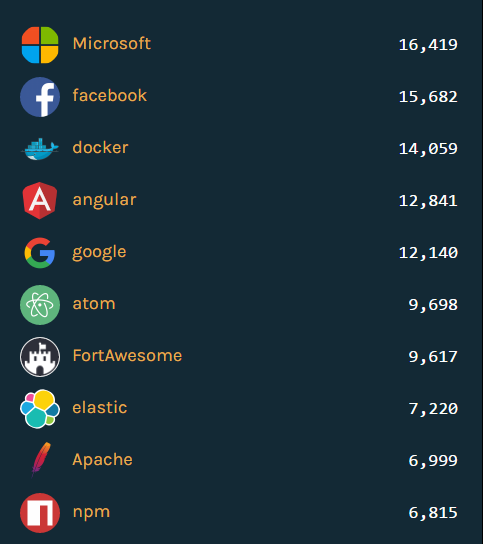 Microsoft 16,419
facebook 15,682
docker 14,059
angular 12,841
google 12,140
atom 9,698
FortAwesome 9,617
elastic 7,220
Apache 6,999
npm 6,815